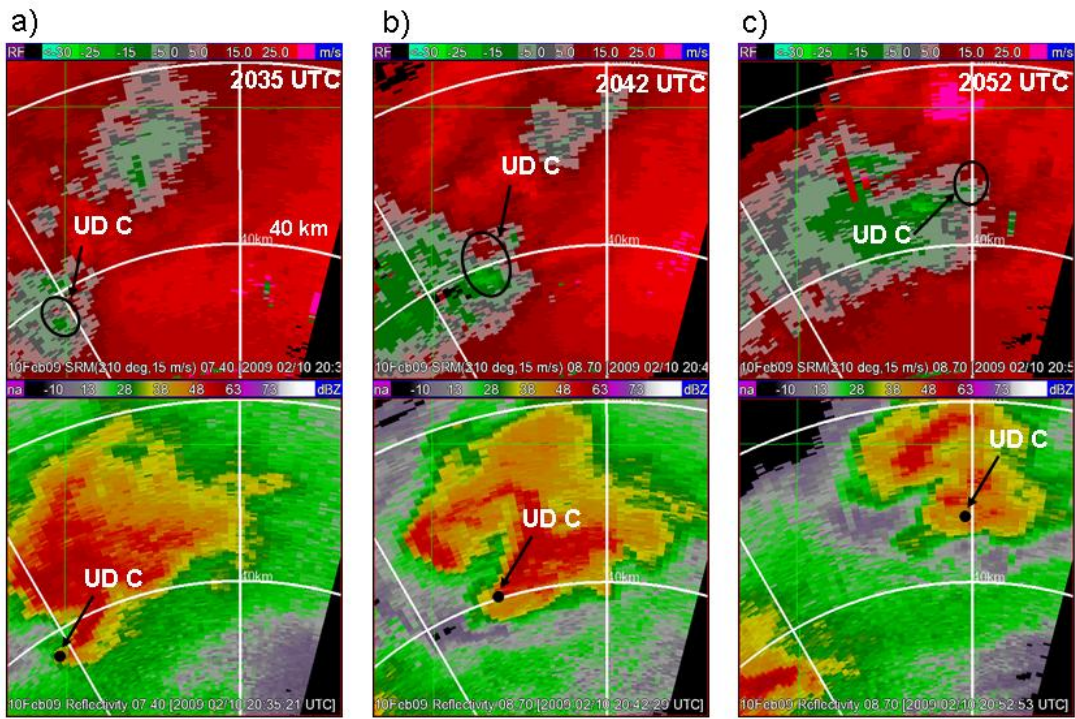 a)
b)
c)
RF <-30 -25 -15 -5.0 5.0 15.0 25.0 m/s
RF <-30 -25 -15 -5.0 5.0 15.0 25.0 m/s
RF <-30 -25 -15 -5.0 5.0 15.0 25.0 m/s
2035 UTC
2042 UTC
2052 UTC
UD C
UD C
UD C
40 km
40km
40km
40km
10Feb09 SRM(210 deg,15 m/s) 07.40 [2009 02/10 20:3
10Feb09 SRM(210 deg,15 m/s) 08.70 [2009 02/10 20:4
10Feb09 SRM(210 deg,15 m/s) 08.70 [2009 02/10 20:5
na -10 13 28 38 48 63 73 dBZ
na -10 13 28 38 48 63 73 dBZ
na -10 13 28 38 48 63 73 dBZ
UD C
UD C
UD C
40km
40km
40km
10Feb09 Reflectivity 07.40 [2009 02/10 20:35:21 UTC]
10Feb09 Reflectivity 08.70 [2009 02/10 20:42:29 UTC]
10Feb09 Reflectivity 08.70 [2009 02/10 20:52:53 UTC]